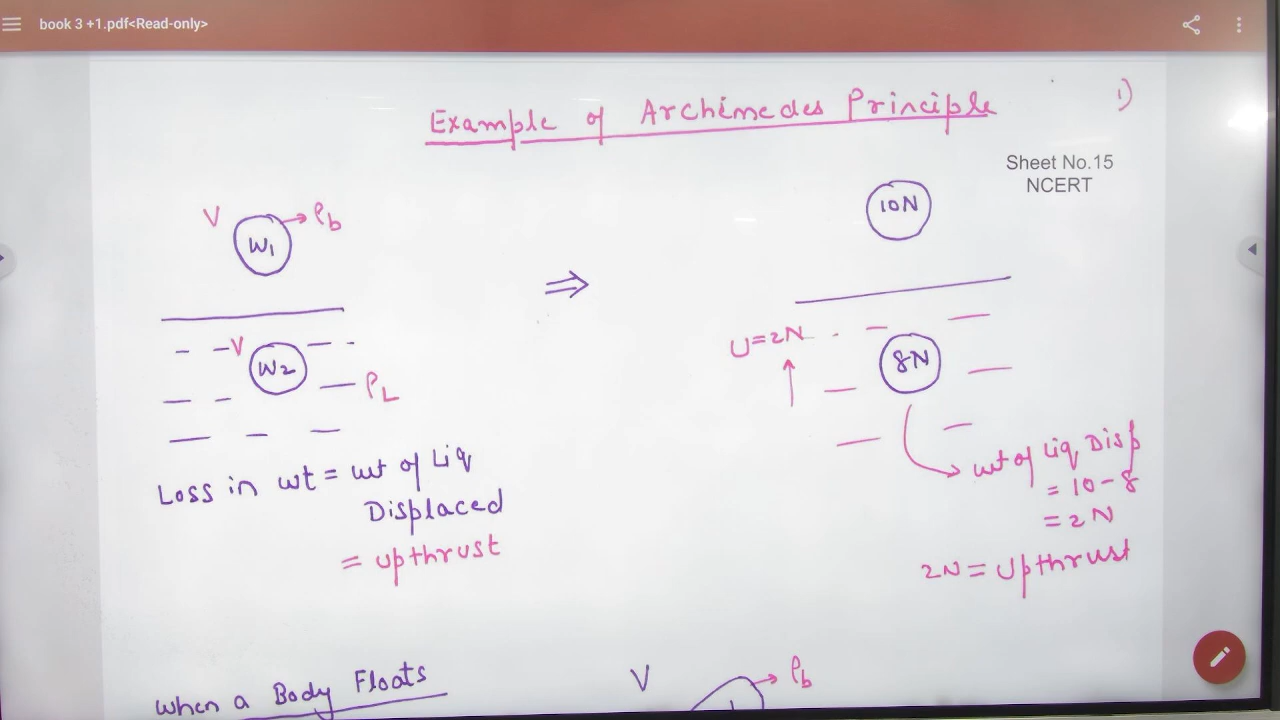 book 3 +1.pdf<Read-only>
Example of Archimedes Principle
1)
Sheet No.15
NCERT
V
W1
ρb
V
W2
ρL
Loss in wt = wt of Liq
Displaced
= upthrust
⇒
10N
U=2N
8N
wt of Liq Disp
= 10-8
= 2N
2N = Upthrust
When a Body Floats
V
ρb